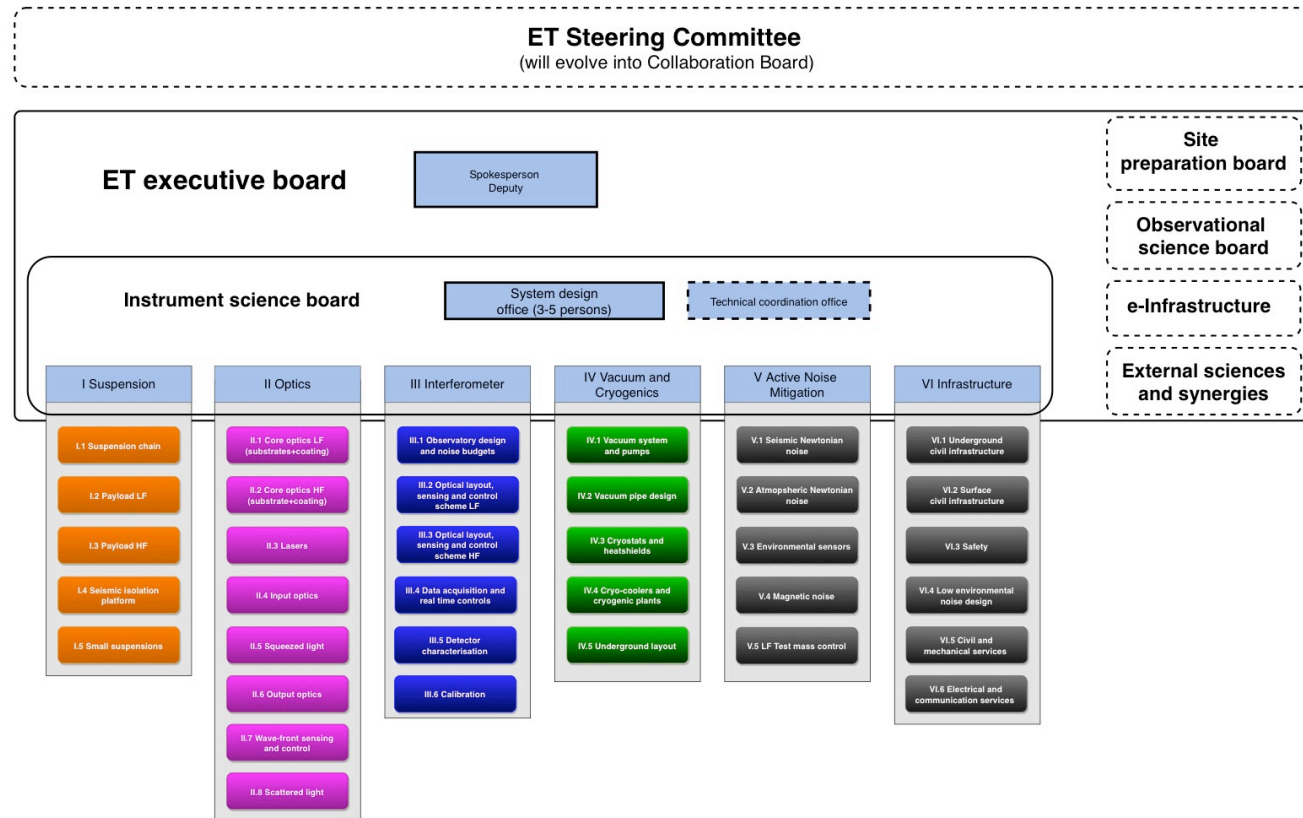 ET Steering Committee
(will evolve into Collaboration Board)
ET executive board
Spokesperson
Deputy
Site
preparation board
Observational
science board
e-Infrastructure
External sciences
and synergies
Instrument science board
System design
office (3-5 persons)
Technical coordination office
I Suspension
I.1 Suspension chain
I.2 Payload LF
I.3 Payload HF
I.4 Seismic isolation
platform
I.5 Small suspensions
II Optics
II.1 Core optics LF
(substrates+coating)
II.2 Core optics HF
(substrate+coating)
II.3 Lasers
II.4 Input optics
II.5 Squeezed light
II.6 Output optics
II.7 Wave-front sensing
and control
II.8 Scattered light
III Interferometer
III.1 Observatory design
and noise budgets
III.2 Optical layout,
sensing and control
scheme LF
III.3 Optical layout,
sensing and control
scheme HF
III.4 Data acquisition and
real time controls
III.5 Detector
characterisation
III.6 Calibration
IV Vacuum and
Cryogenics
IV.1 Vacuum system
and pumps
IV.2 Vacuum pipe design
IV.3 Cryostats and
heatshields
IV.4 Cryo-coolers and
cryogenic plants
IV.5 Underground layout
V Active Noise
Mitigation
V.1 Seismic Newtonian
noise
V.2 Atmopsheric Newtonian
noise
V.3 Environmental sensors
V.4 Magnetic noise
V.5 LF Test mass control
VI Infrastructure
VI.1 Underground
civil infrastructure
VI.2 Surface
civil infrastructure
VI.3 Safety
VI.4 Low environmental
noise design
VI.5 Civil and
mechanical services
VI.6 Electrical and
communication services